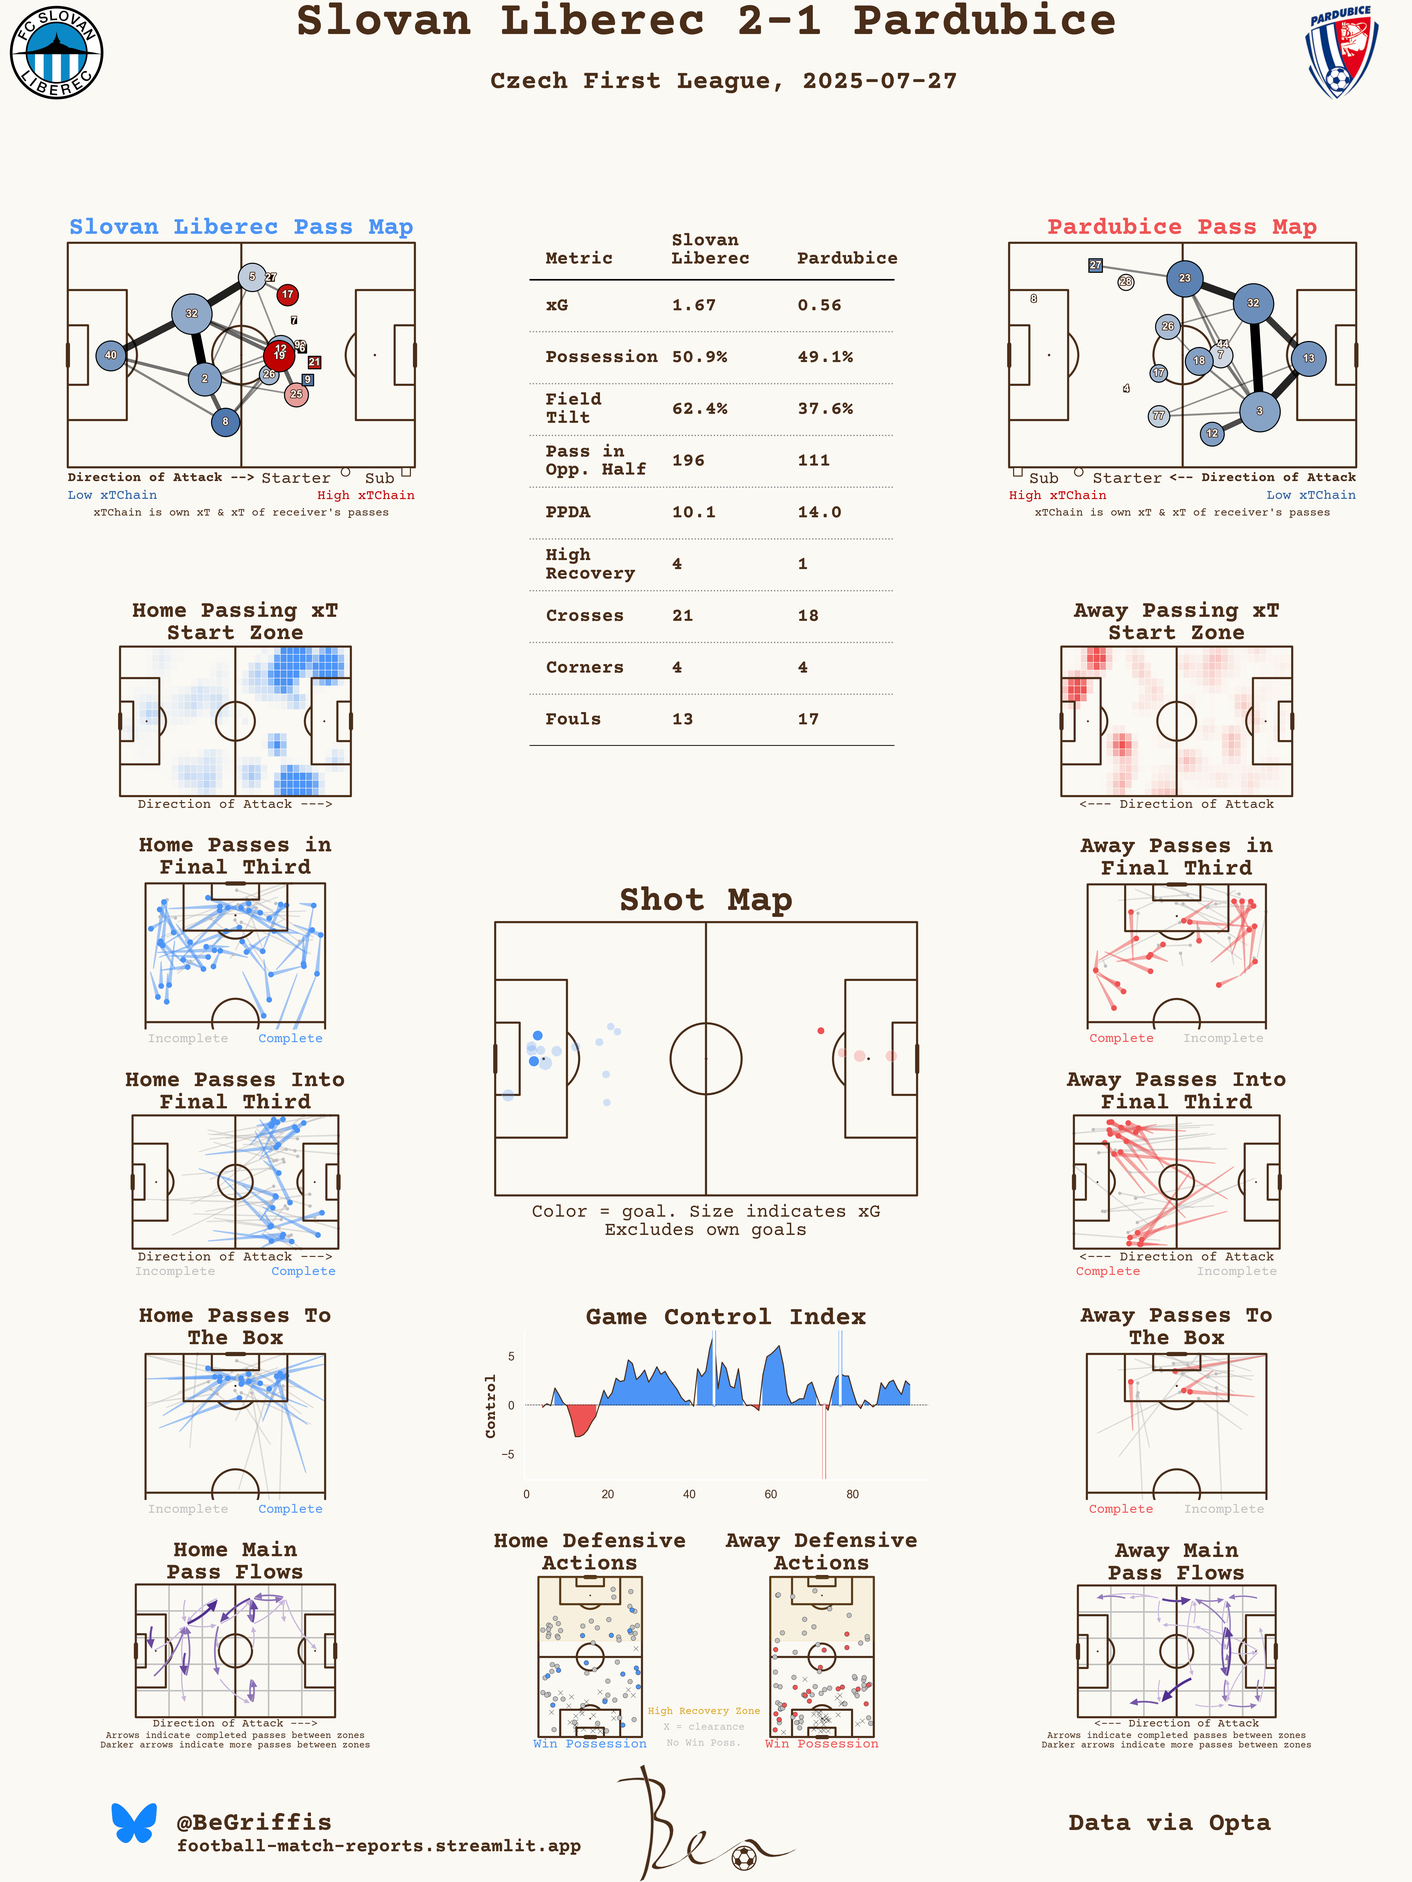 Slovan Liberec 2-1 Pardubice
Czech First League, 2025-07-27
FC SLOVAN
LIBEREC
PARDUBICE
Slovan Liberec Pass Map
5
27
17
32
7
40
12
98
6
19
21
2
26
9
25
8
Direction of Attack --> Starter Sub
Low xTChain High xTChain
xTChain is own xT & xT of receiver's passes
Metric Slovan Liberec Pardubice
xG 1.67 0.56
Possession 50.9% 49.1%
Field Tilt 62.4% 37.6%
Pass in Opp. Half 196 111
PPDA 10.1 14.0
High Recovery 4 1
Crosses 21 18
Corners 4 4
Fouls 13 17
Pardubice Pass Map
27
23
28
8
32
26
44
7
18
13
17
4
77
3
12
Sub Starter <-- Direction of Attack
High xTChain Low xTChain
xTChain is own xT & xT of receiver's passes
Home Passing xT
Start Zone
Direction of Attack --->
Away Passing xT
Start Zone
<--- Direction of Attack
Home Passes in
Final Third
Incomplete Complete
Away Passes in
Final Third
Complete Incomplete
Shot Map
Color = goal. Size indicates xG
Excludes own goals
Home Passes Into
Final Third
Direction of Attack --->
Incomplete Complete
Away Passes Into
Final Third
<--- Direction of Attack
Complete Incomplete
Home Passes To
The Box
Incomplete Complete
Game Control Index
Control
5
0
−5
0 20 40 60 80
Away Passes To
The Box
Complete Incomplete
Home Main
Pass Flows
Direction of Attack --->
Arrows indicate completed passes between zones
Darker arrows indicate more passes between zones
Home Defensive
Actions
Win Possession
Away Defensive
Actions
Win Possession
High Recovery Zone
X = clearance
No Win Poss.
Away Main
Pass Flows
<--- Direction of Attack
Arrows indicate completed passes between zones
Darker arrows indicate more passes between zones
@BeGriffis
football-match-reports.streamlit.app
Ben
Data via Opta